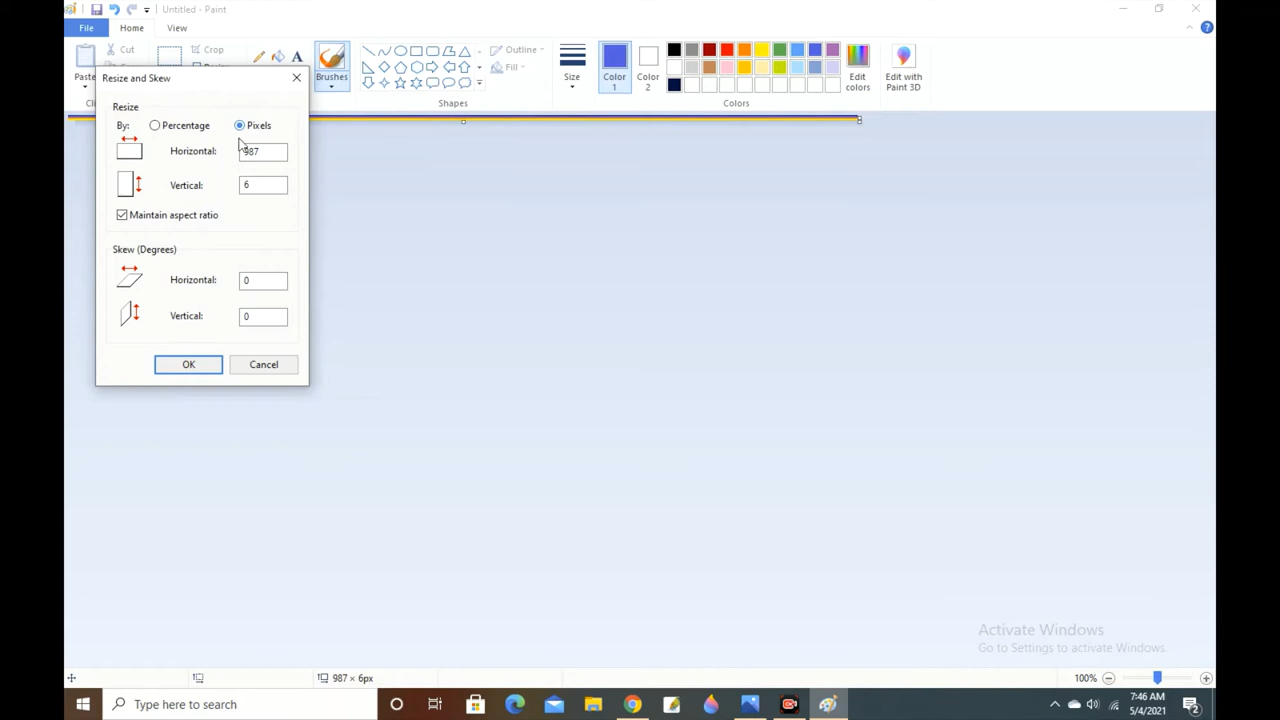 Untitled - Paint
File
Home
View
Paste
Cut
Crop
Brushes
Outline
Fill
Shapes
Size
Color
1
Color
2
Edit
colors
Edit with
Paint 3D
Colors
Resize and Skew
Resize
By:
Percentage
Pixels
Horizontal:
987
Vertical:
6
Maintain aspect ratio
Skew (Degrees)
Horizontal:
0
Vertical:
0
OK
Cancel
Activate Windows
Go to Settings to activate Windows.
987 × 6px
100%
Type here to search
7:46 AM
5/4/2021
2